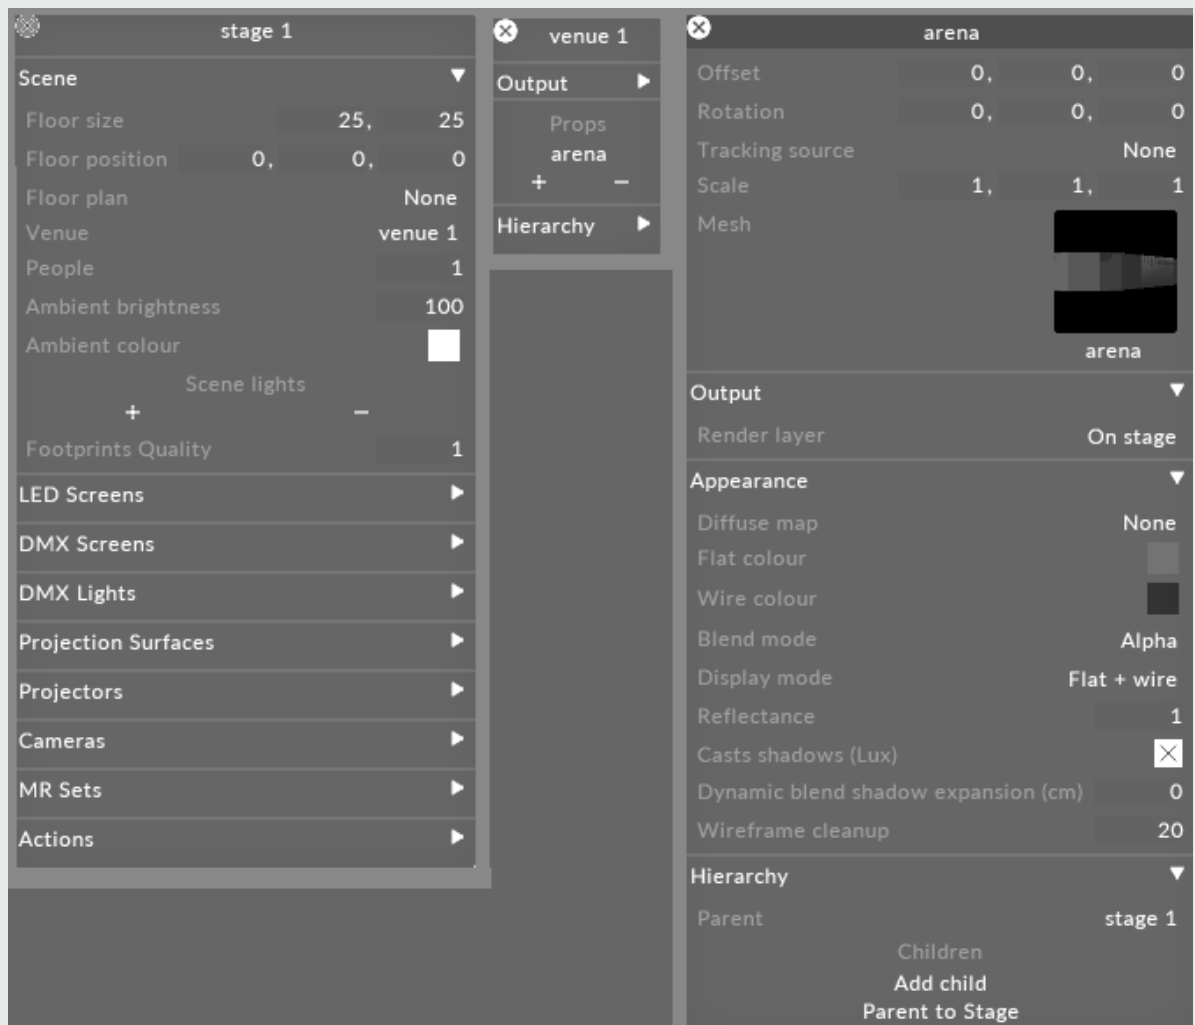 stage 1
Scene
Floor size 25, 25
Floor position 0, 0, 0
Floor plan None
Venue venue 1
People 1
Ambient brightness 100
Ambient colour
Scene lights
+ −
Footprints Quality 1
LED Screens
DMX Screens
DMX Lights
Projection Surfaces
Projectors
Cameras
MR Sets
Actions
venue 1
Output
Props
arena
+ −
Hierarchy
arena
Offset 0, 0, 0
Rotation 0, 0, 0
Tracking source None
Scale 1, 1, 1
Mesh
arena
Output
Render layer On stage
Appearance
Diffuse map None
Flat colour
Wire colour
Blend mode Alpha
Display mode Flat + wire
Reflectance 1
Casts shadows (Lux)
Dynamic blend shadow expansion (cm) 0
Wireframe cleanup 20
Hierarchy
Parent stage 1
Children
Add child
Parent to Stage